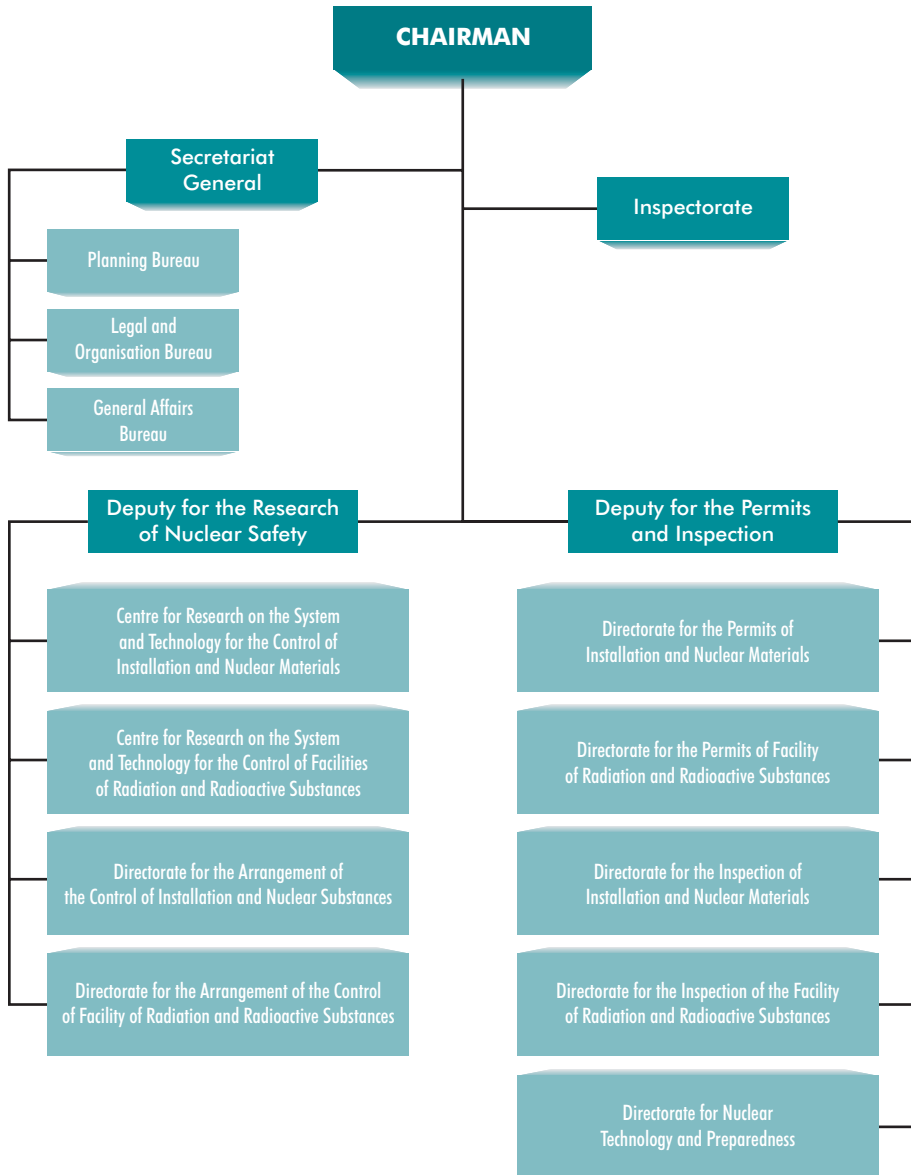 CHAIRMAN
Secretariat
General
Inspectorate
Planning Bureau
Legal and
Organisation Bureau
General Affairs
Bureau
Deputy for the Research
of Nuclear Safety
Centre for Research on the System
and Technology for the Control of
Installation and Nuclear Materials
Centre for Research on the System
and Technology for the Control of Facilities
of Radiation and Radioactive Substances
Directorate for the Arrangement of
the Control of Installation and Nuclear Substances
Directorate for the Arrangement of the Control
of Facility of Radiation and Radioactive Substances
Deputy for the Permits
and Inspection
Directorate for the Permits of
Installation and Nuclear Materials
Directorate for the Permits of Facility
of Radiation and Radioactive Substances
Directorate for the Inspection of
Installation and Nuclear Materials
Directorate for the Inspection of the Facility
of Radiation and Radioactive Substances
Directorate for Nuclear
Technology and Preparedness